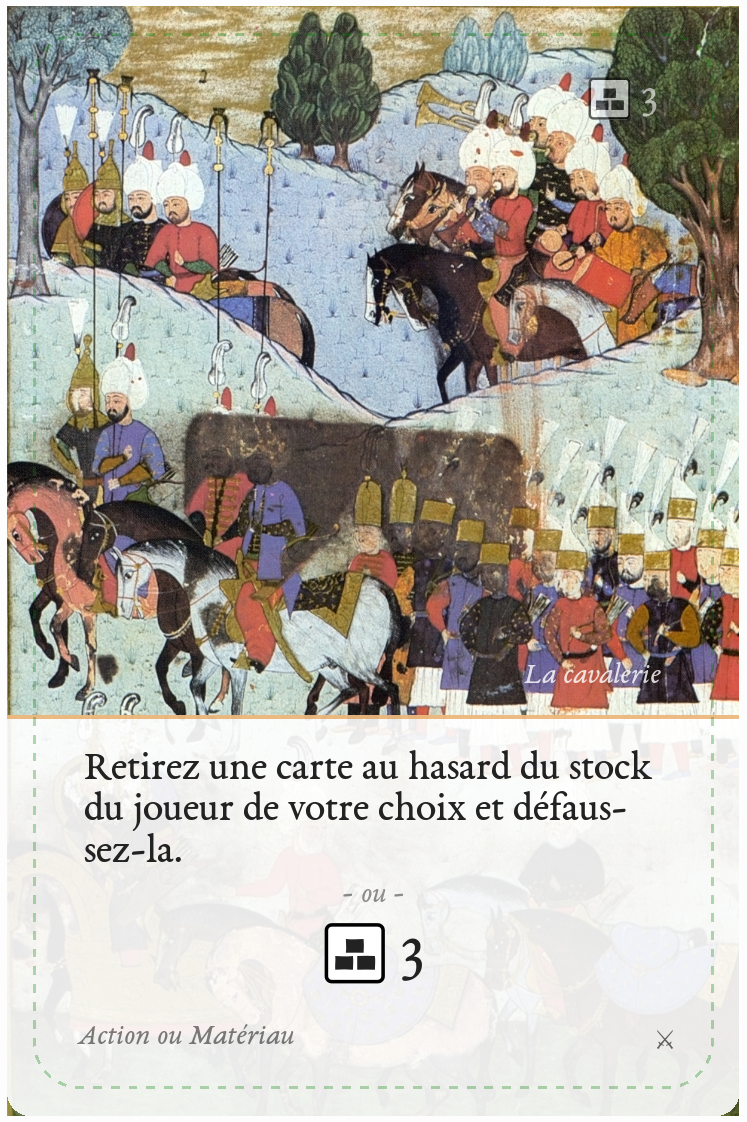 3
La cavalerie
Retirez une carte au hasard du stock
du joueur de votre choix et défaus-
sez-la.
- ou -
3
Action ou Matériau